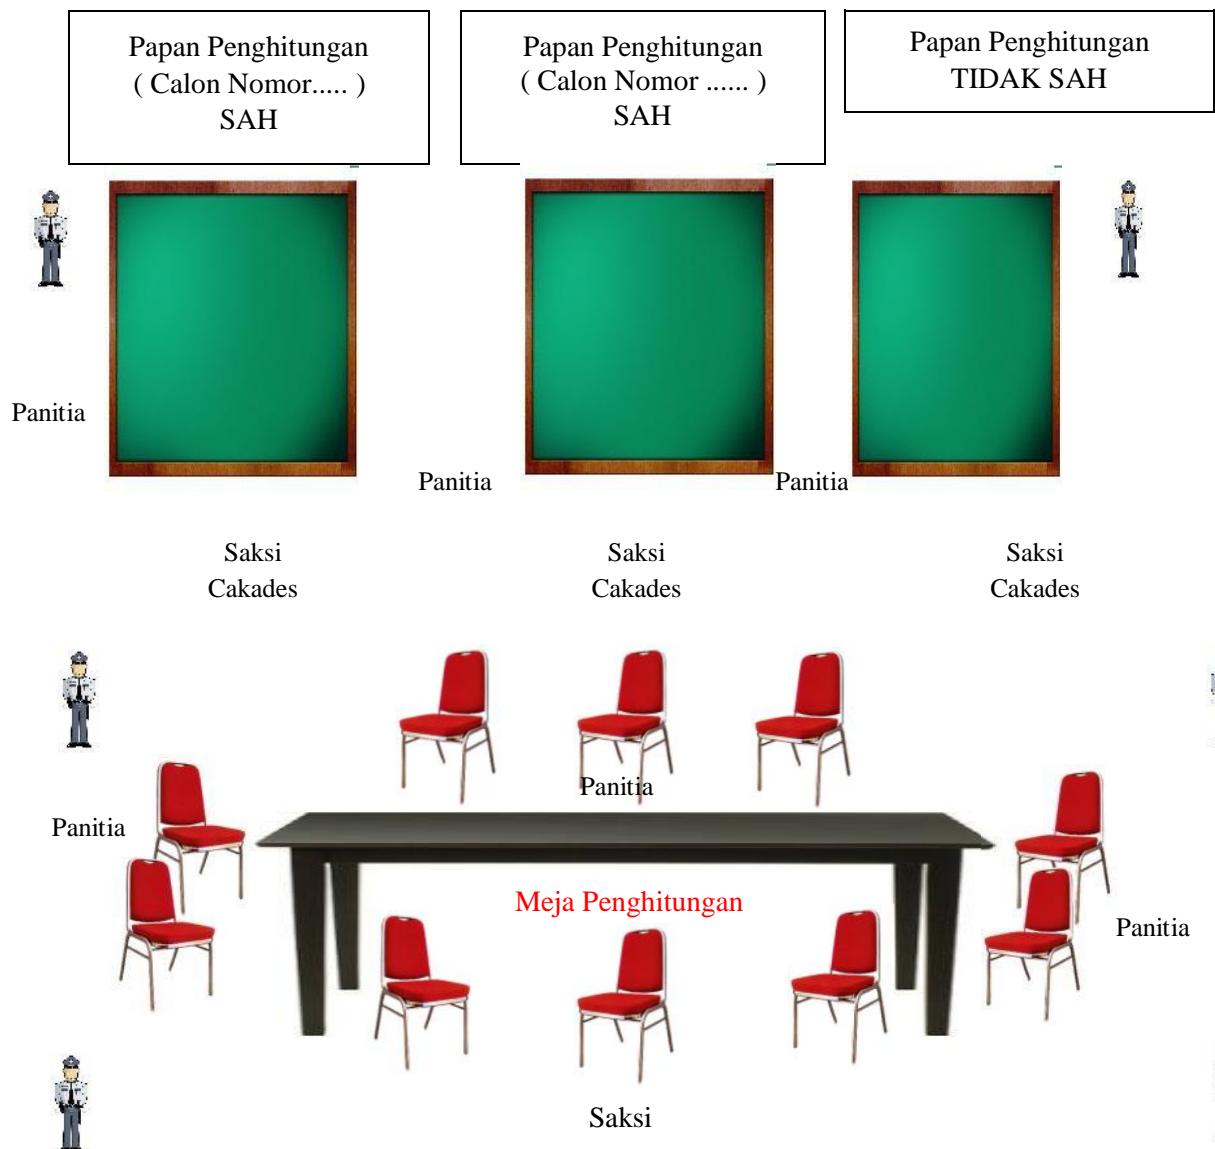 Papan Penghitungan
( Calon Nomor..... )
SAH
Papan Penghitungan
( Calon Nomor ...... )
SAH
Papan Penghitungan
TIDAK SAH
Panitia
Panitia
Panitia
Saksi
Cakades
Saksi
Cakades
Saksi
Cakades
Panitia
Panitia
Meja Penghitungan
Panitia
Saksi